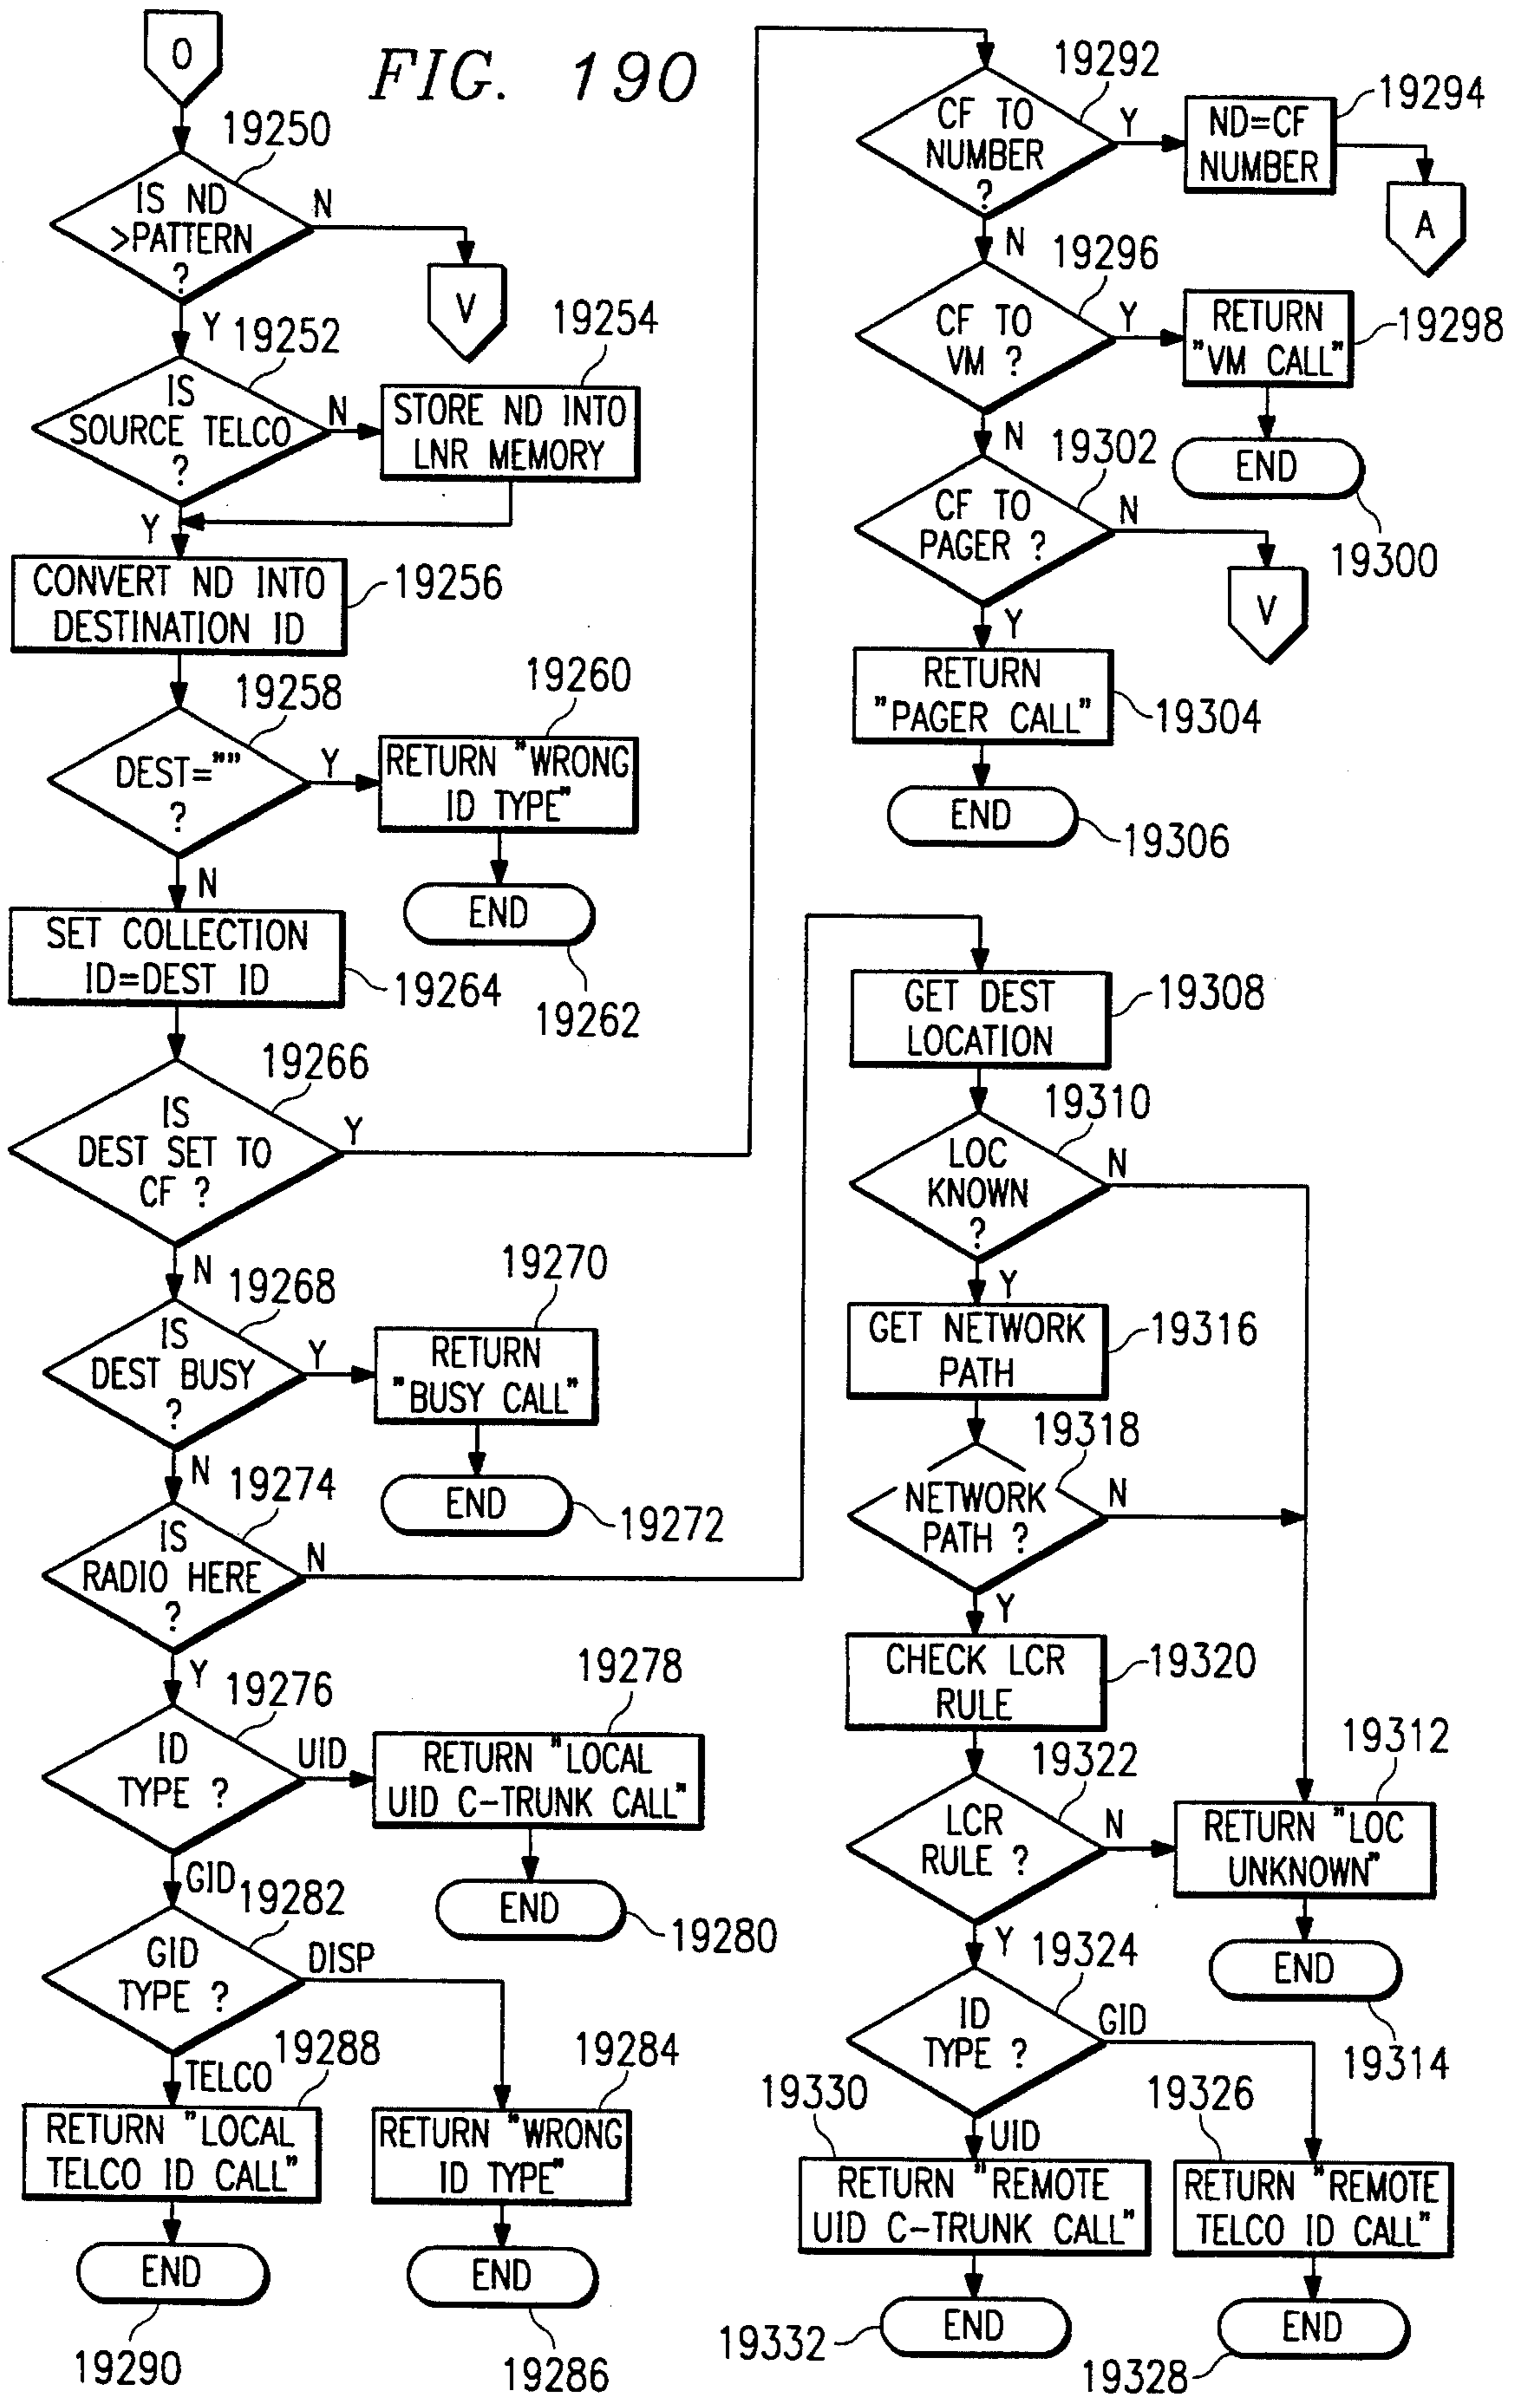 FIG. 190
O
19250
IS ND
>PATTERN
?
N
V
Y
19252
IS
SOURCE TELCO
?
N
19254
STORE ND INTO
LNR MEMORY
Y
CONVERT ND INTO
DESTINATION ID
19256
19258
DEST=""
?
Y
19260
RETURN "WRONG
ID TYPE"
END
19262
N
SET COLLECTION
ID=DEST ID
19264
19266
IS
DEST SET TO
CF ?
Y
N
19268
IS
DEST BUSY
?
Y
19270
RETURN
"BUSY CALL"
END
19272
N
19274
IS
RADIO HERE
?
N
Y
19276
ID
TYPE ?
UID
19278
RETURN "LOCAL
UID C-TRUNK CALL"
END
19280
GID
19282
GID
TYPE ?
DISP
TELCO
19288
RETURN "LOCAL
TELCO ID CALL"
END
19290
19284
RETURN "WRONG
ID TYPE"
END
19286
19292
CF TO
NUMBER
?
Y
19294
ND=CF
NUMBER
A
N
19296
CF TO
VM ?
Y
RETURN
"VM CALL"
19298
END
19300
N
19302
CF TO
PAGER ?
N
V
Y
RETURN
"PAGER CALL"
19304
END
19306
GET DEST
LOCATION
19308
19310
LOC
KNOWN
?
N
Y
GET NETWORK
PATH
19316
19318
NETWORK
PATH ?
N
Y
CHECK LCR
RULE
19320
19322
LCR
RULE ?
N
19312
RETURN "LOC
UNKNOWN"
END
19314
Y
19324
ID
TYPE ?
GID
UID
19330
RETURN "REMOTE
UID C-TRUNK CALL"
END
19332
19326
RETURN "REMOTE
TELCO ID CALL"
END
19328